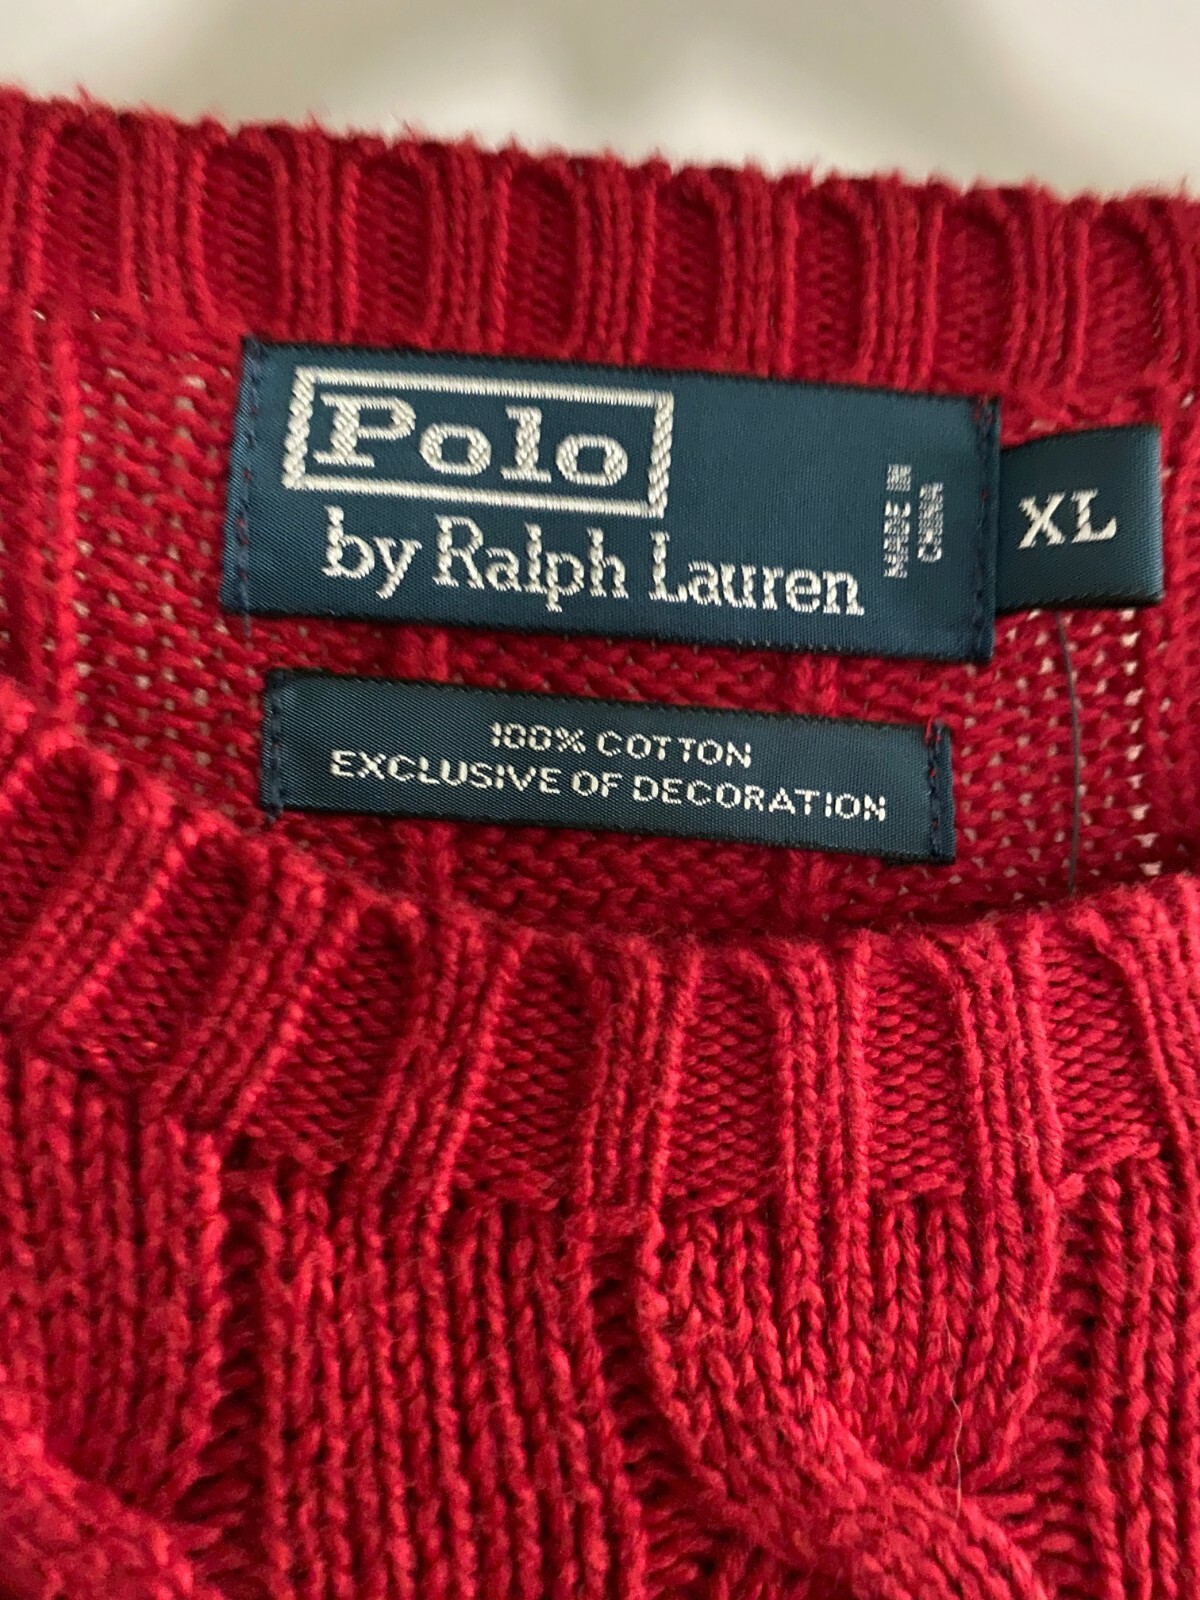 Polo
by Ralph Lauren
MADE IN
CHINA
XL
100% COTTON
EXCLUSIVE OF DECORATION